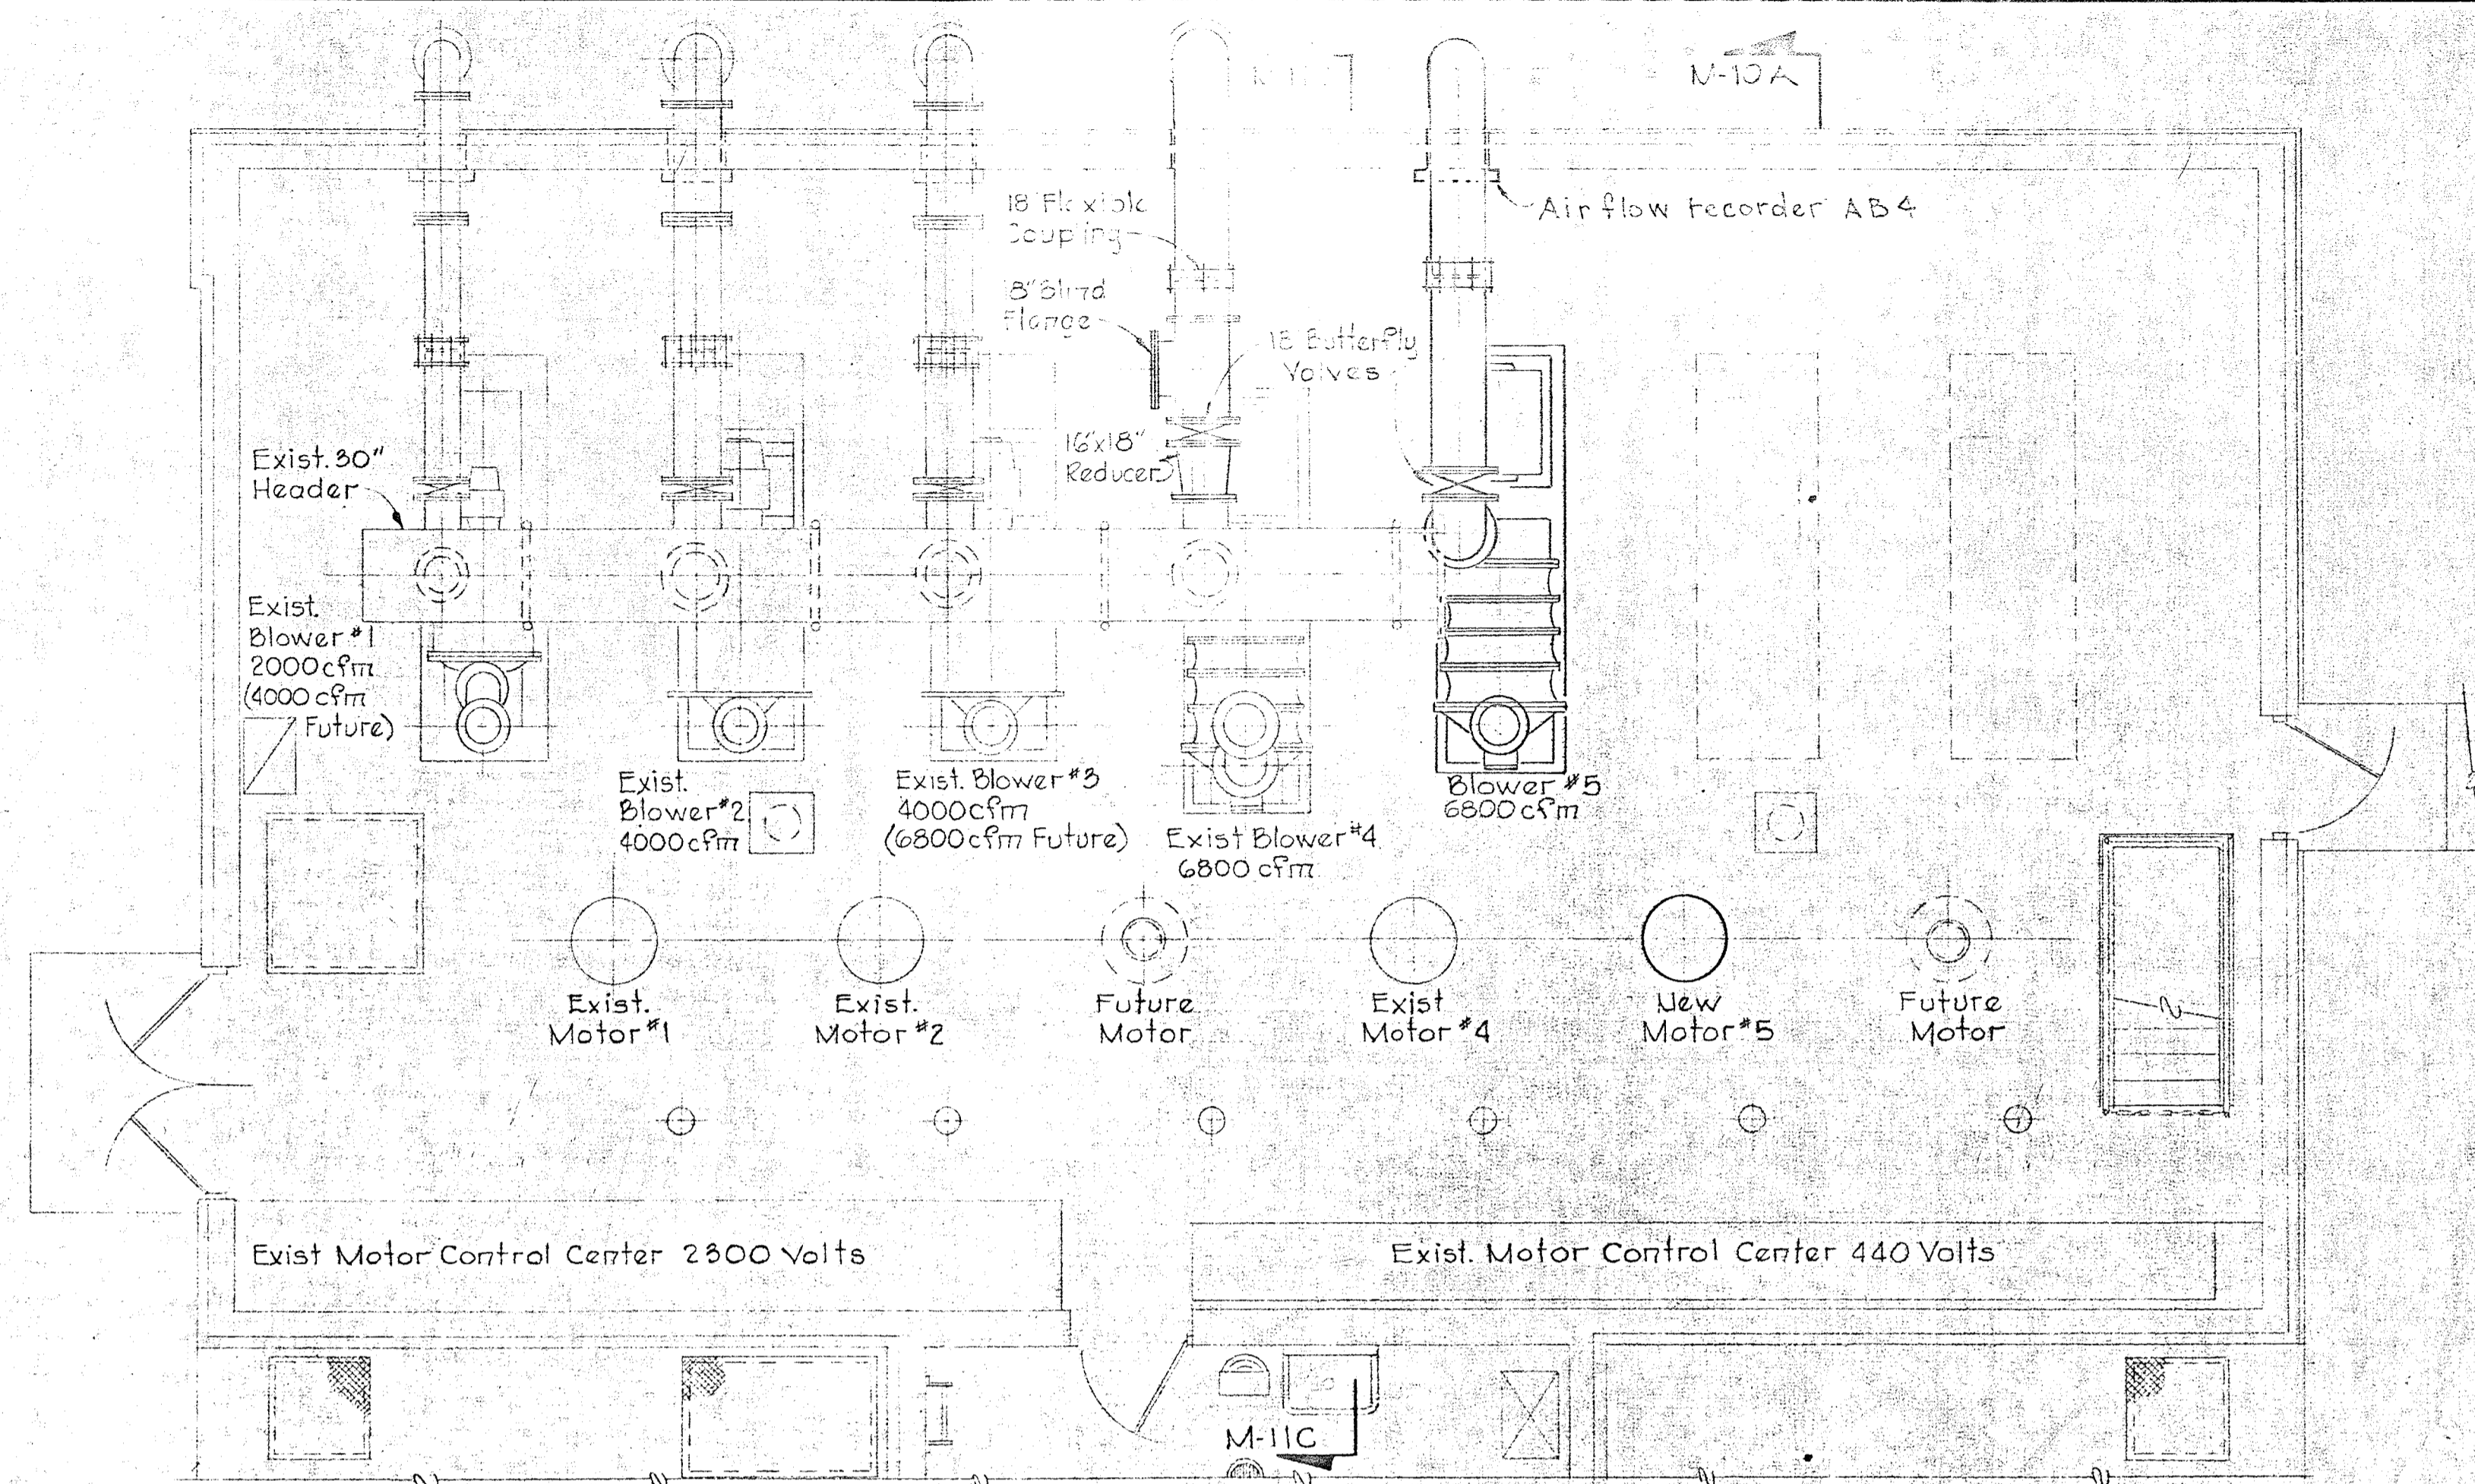 M-10A
18 Flexible
Coupling
Air flow recorder AB4
18" Blind
Flange
18 Butterfly
Valves
16"x18"
Reducer
Exist. 30"
Header
Exist.
Blower #1
2000 cfm
(4000 cfm
Future)
Exist.
Blower #2
4000 cfm
Exist. Blower #3
4000 cfm
(6800 cfm Future)
Exist Blower #4
6800 cfm
Blower #5
6800 cfm
Exist.
Motor #1
Exist.
Motor #2
Future
Motor
Exist
Motor #4
New
Motor #5
Future
Motor
Exist Motor Control Center 2300 Volts
Exist. Motor Control Center 440 Volts
M-11C